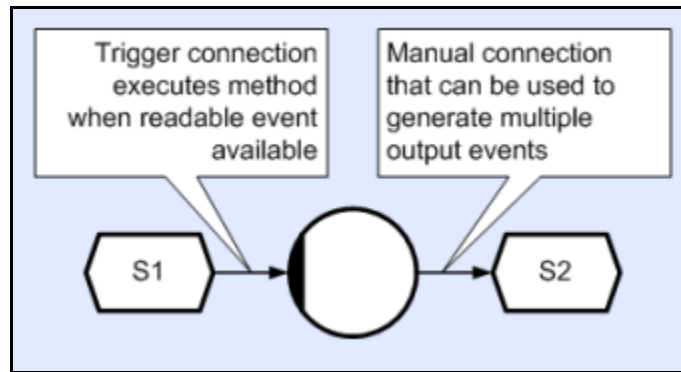 Trigger connection
executes method
when readable event
available
Manual connection
that can be used to
generate multiple
output events
S1
S2